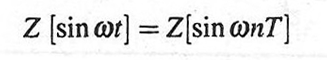 Z [sin ωt] = Z[sin ωnT]